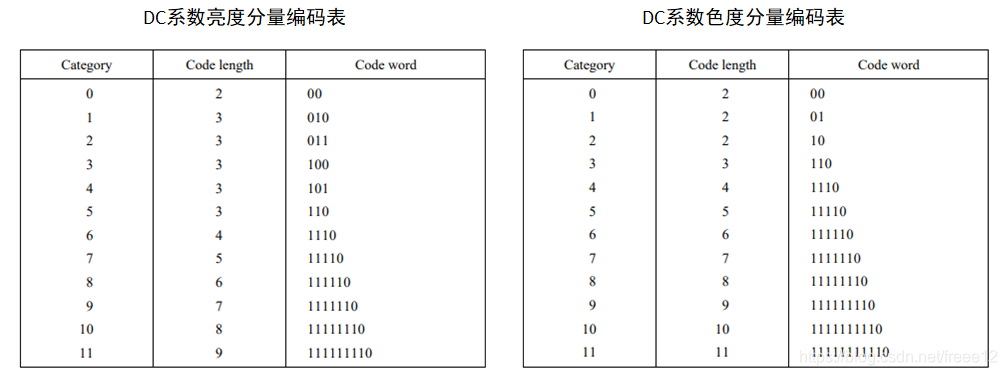 DC系数亮度分量编码表 DC系数色度分量编码表
Category Code length Code word Category Code length Code word
0 2 00 0 2 00
1 3 010 1 2 01
2 3 011 2 2 10
3 3 100 3 3 110
4 3 101 4 4 1110
5 3 110 5 5 11110
6 4 1110 6 6 111110
7 5 11110 7 7 1111110
8 6 111110 8 8 11111110
9 7 1111110 9 9 111111110
10 8 11111110 10 10 1111111110
11 9 111111110 11 11 11111111110
https://blog.csdn.net/freee12